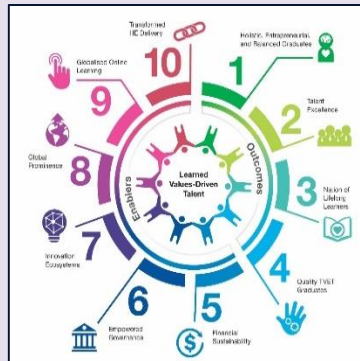 Transformed
HE Delivery
10
1
Holistic, Entrepreneurial,
and Balanced Graduates
2
Talent
Excellence
3
Nation of
Lifelong
Learners
4
Quality TVET
Graduates
5
Financial
Sustainability
6
Empowered
Governance
7
Innovation
Ecosystems
8
Global
Prominence
9
Globalised Online
Learning
Enablers
Outcomes
Learned
Values-Driven
Talent